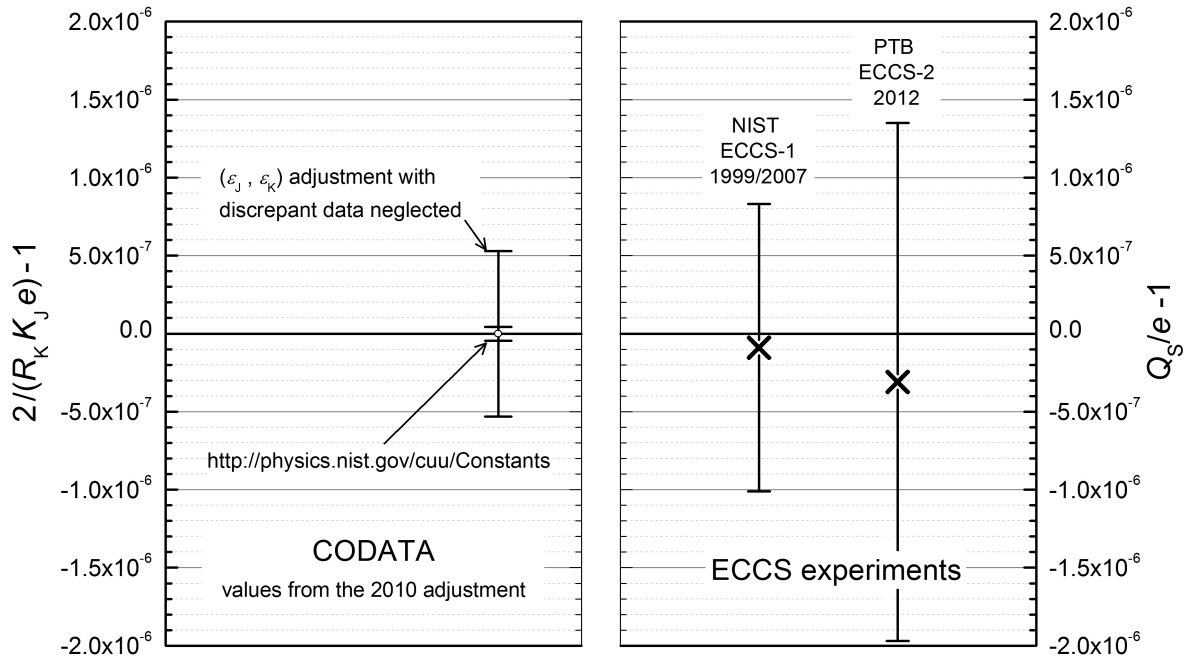 2/(R_K K_J e) - 1
2.0x10^-6
1.5x10^-6
1.0x10^-6
5.0x10^-7
0.0
-5.0x10^-7
-1.0x10^-6
-1.5x10^-6
-2.0x10^-6
(ε_J , ε_K) adjustment with
discrepant data neglected
http://physics.nist.gov/cuu/Constants
CODATA
values from the 2010 adjustment
NIST
ECCS-1
1999/2007
PTB
ECCS-2
2012
ECCS experiments
2.0x10^-6
1.5x10^-6
1.0x10^-6
5.0x10^-7
0.0
-5.0x10^-7
-1.0x10^-6
-1.5x10^-6
-2.0x10^-6
Q_S/e - 1